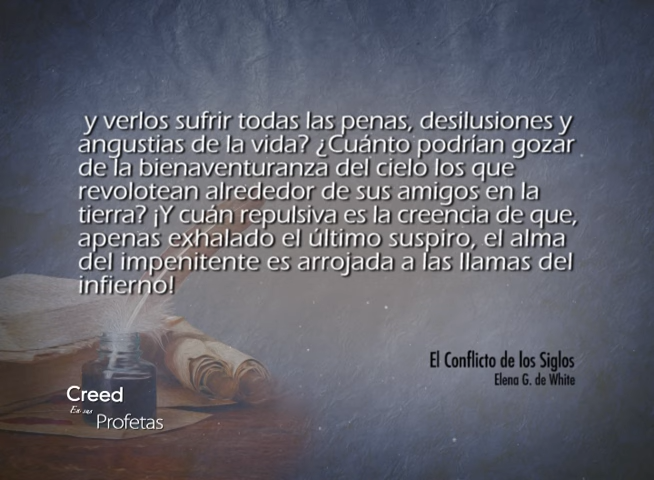 y verlos sufrir todas las penas, desilusiones y
angustias de la vida? ¿Cuánto podrían gozar
de la bienaventuranza del cielo los que
revolotean alrededor de sus amigos en la
tierra? ¡Y cuán repulsiva es la creencia de que,
apenas exhalado el último suspiro, el alma
del impenitente es arrojada a las llamas del
infierno!
El Conflicto de los Siglos
Elena G. de White
Creed
En sus
Profetas